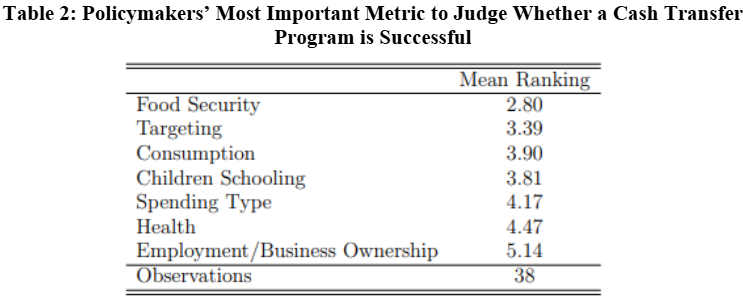 Table 2: Policymakers’ Most Important Metric to Judge Whether a Cash Transfer
Program is Successful
Mean Ranking
Food Security 2.80
Targeting 3.39
Consumption 3.90
Children Schooling 3.81
Spending Type 4.17
Health 4.47
Employment/Business Ownership 5.14
Observations 38